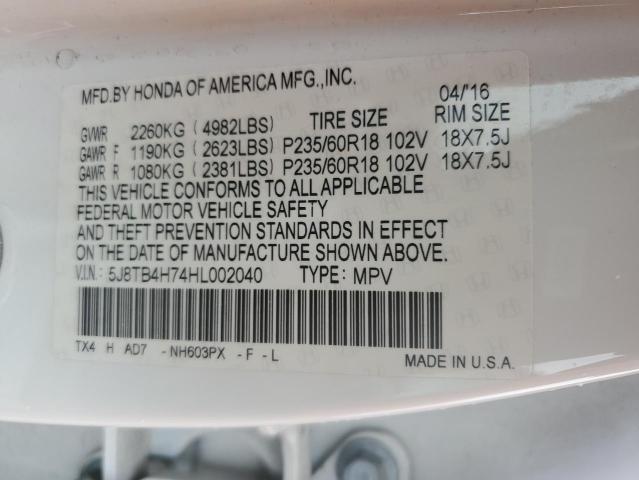 MFD.BY HONDA OF AMERICA MFG.,INC. 04/'16
GVWR 2260KG (4982LBS) TIRE SIZE RIM SIZE
GAWR F 1190KG (2623LBS) P235/60R18 102V 18X7.5J
GAWR R 1080KG (2381LBS) P235/60R18 102V 18X7.5J
THIS VEHICLE CONFORMS TO ALL APPLICABLE
FEDERAL MOTOR VEHICLE SAFETY
AND THEFT PREVENTION STANDARDS IN EFFECT
ON THE DATE OF MANUFACTURE SHOWN ABOVE.
V.I.N.: 5J8TB4H74HL002040 TYPE: MPV
TX4 H AD7 -NH603PX -F-L
MADE IN U.S.A.